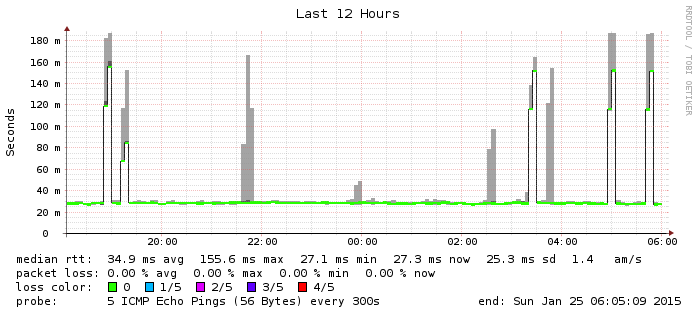 Last 12 Hours
RRDTOOL / TOBI OETIKER
Seconds
180 m
160 m
140 m
120 m
100 m
80 m
60 m
40 m
20 m
0
20:00 22:00 00:00 02:00 04:00 06:00
median rtt: 34.9 ms avg 155.6 ms max 27.1 ms min 27.3 ms now 25.3 ms sd 1.4 am/s
packet loss: 0.00 % avg 0.00 % max 0.00 % min 0.00 % now
loss color: 0 1/5 2/5 3/5 4/5
probe: 5 ICMP Echo Pings (56 Bytes) every 300s end: Sun Jan 25 06:05:09 2015